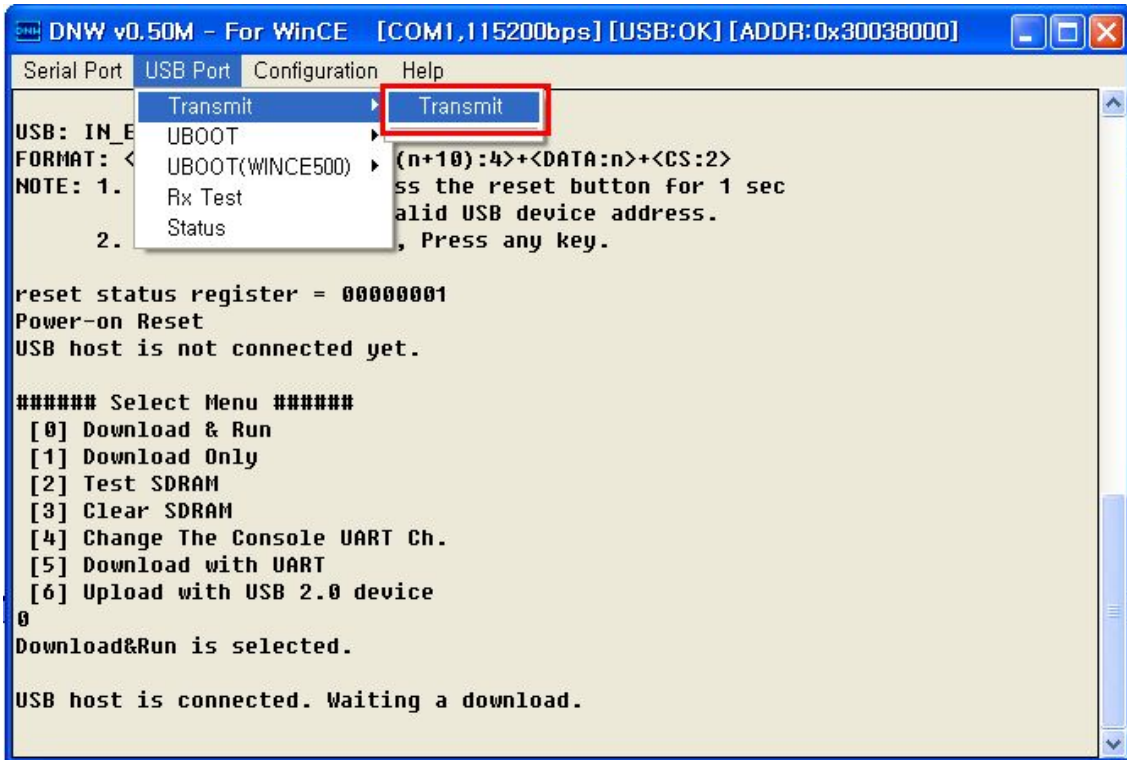 DNW v0.50M - For WinCE [COM1,115200bps][USB:OK][ADDR:0x30038000]
Serial Port USB Port Configuration Help
Transmit Transmit
USB: IN_E
UBOOT
FORMAT: < (n+10):4>+<DATA:n>+<CS:2>
UBOOT(WINCE500)
NOTE: 1. ss the reset button for 1 sec
Rx Test
alid USB device address.
Status
2. , Press any key.
reset status register = 00000001
Power-on Reset
USB host is not connected yet.
###### Select Menu ######
[0] Download & Run
[1] Download Only
[2] Test SDRAM
[3] Clear SDRAM
[4] Change The Console UART Ch.
[5] Download with UART
[6] Upload with USB 2.0 device
0
Download&Run is selected.
USB host is connected. Waiting a download.